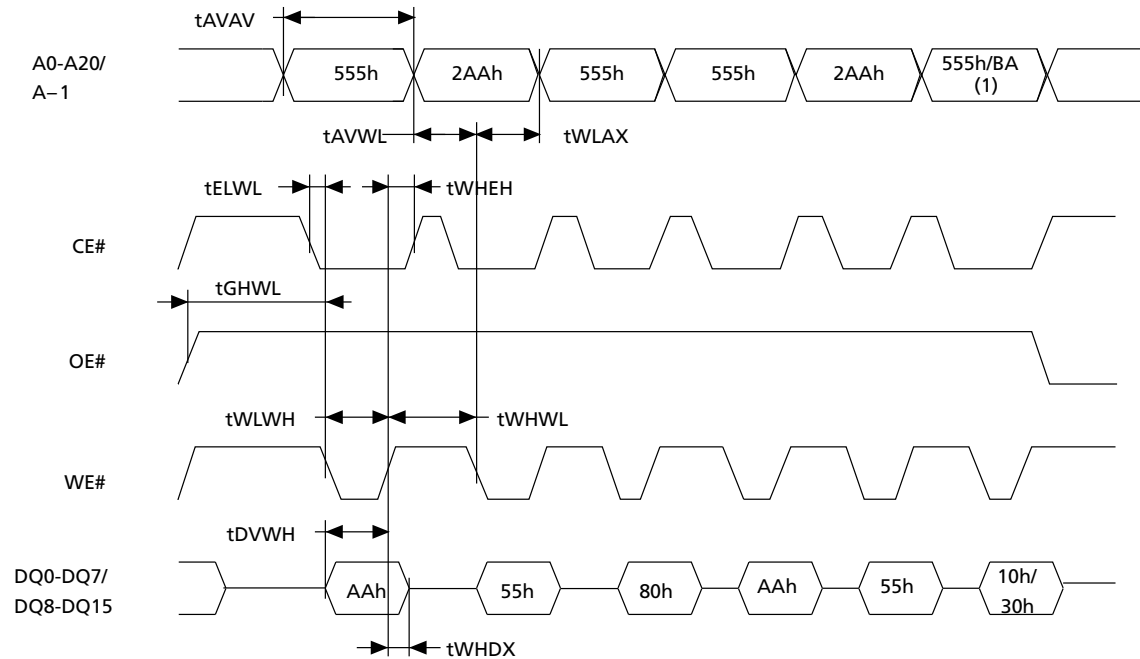 tAVAV
A0-A20/
A–1
555h
2AAh
555h
555h
2AAh
555h/BA
(1)
tAVWL
tWLAX
tELWL
tWHEH
CE#
tGHWL
OE#
tWLWH
tWHWL
WE#
tDVWH
DQ0-DQ7/
DQ8-DQ15
AAh
55h
80h
AAh
55h
10h/
30h
tWHDX